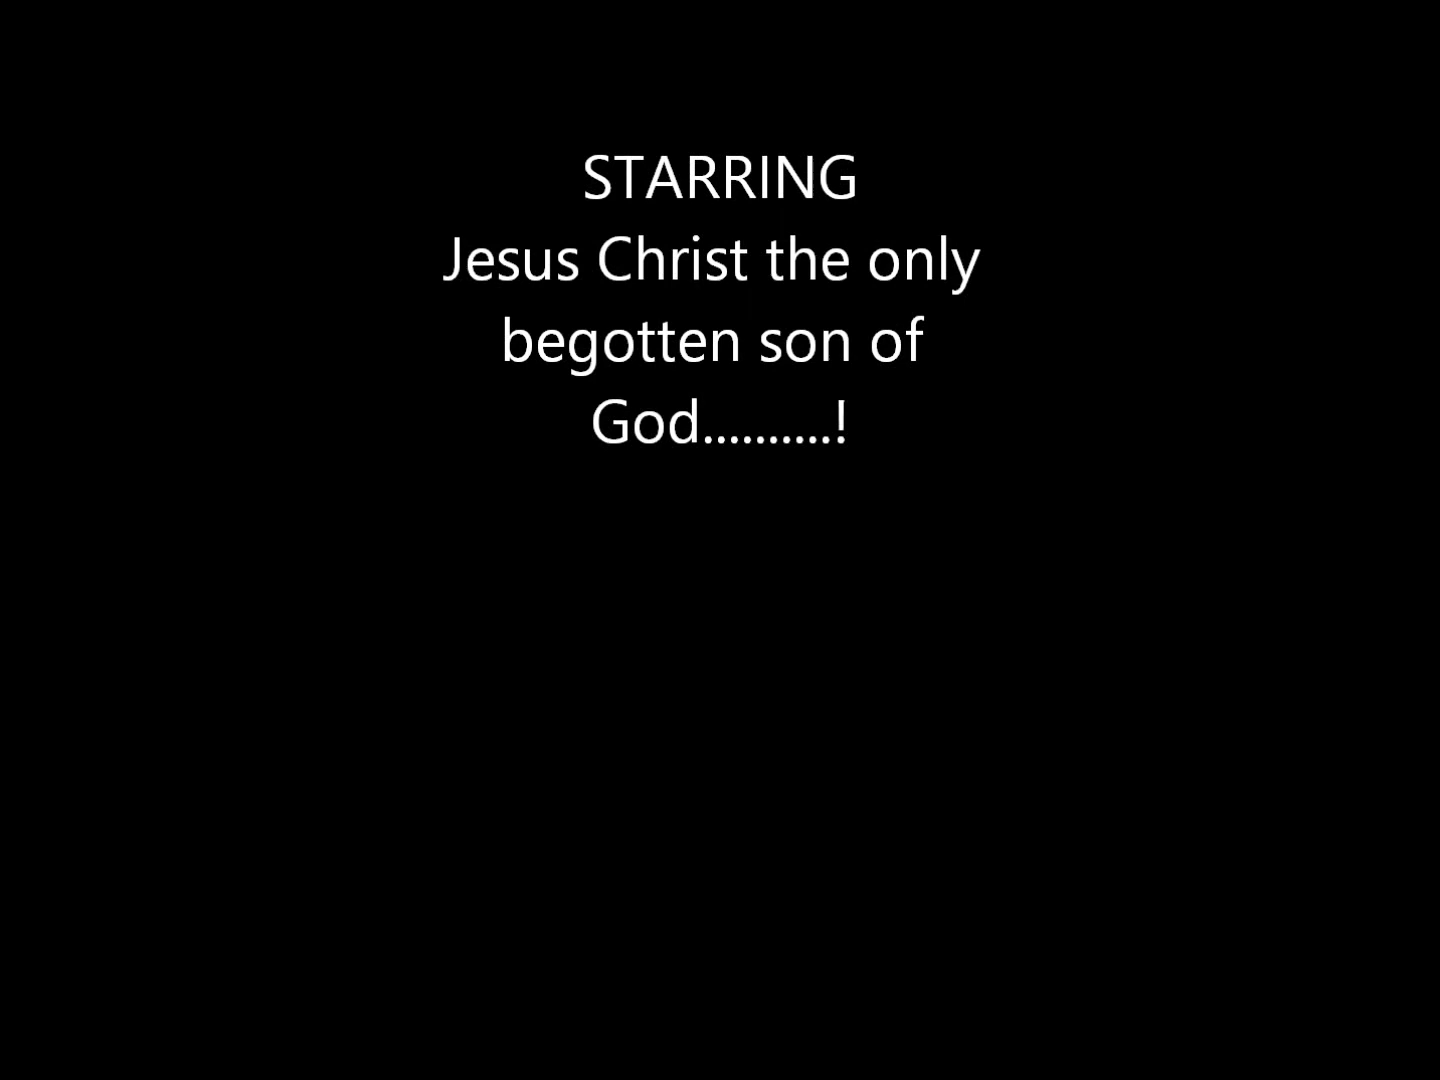 STARRING
Jesus Christ the only
begotten son of
God..........!